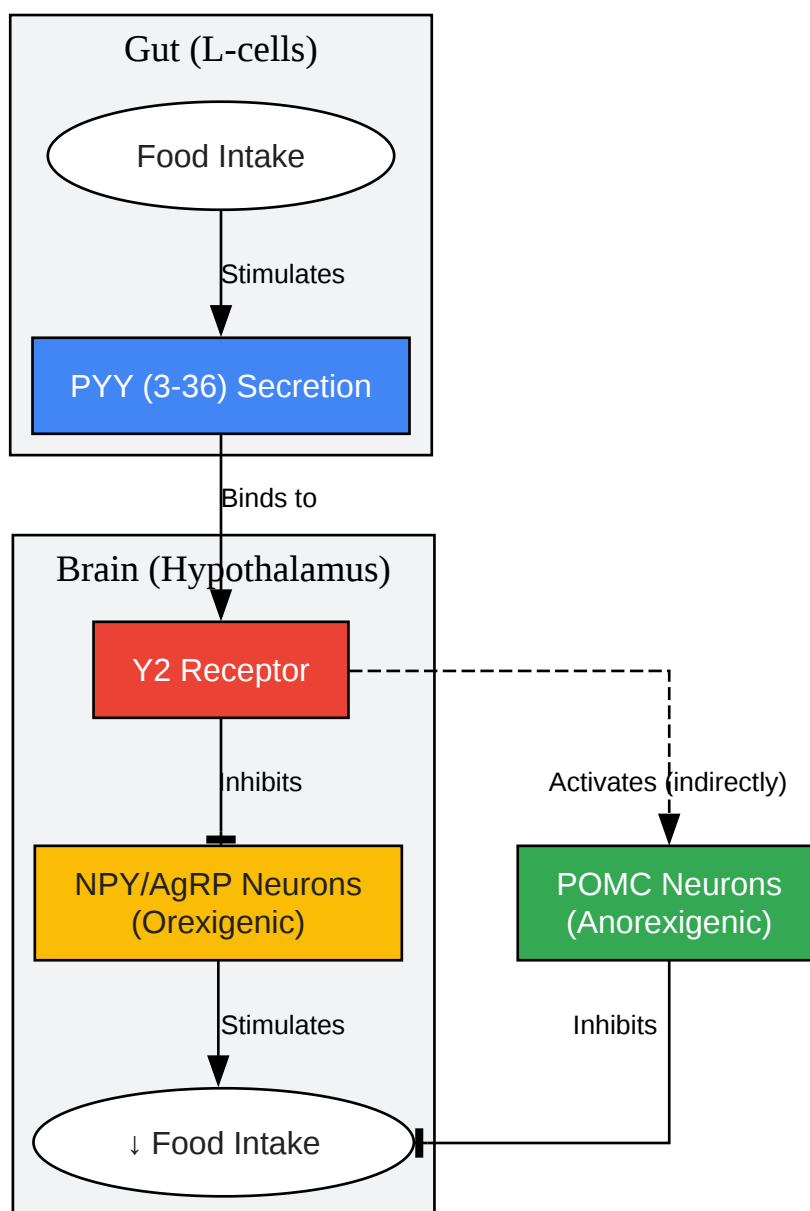 Gut (L-cells)
Food Intake
Stimulates
PYY (3-36) Secretion
Binds to
Brain (Hypothalamus)
Y2 Receptor
Inhibits
Activates (indirectly)
NPY/AgRP Neurons
(Orexigenic)
POMC Neurons
(Anorexigenic)
Stimulates
Inhibits
↓ Food Intake